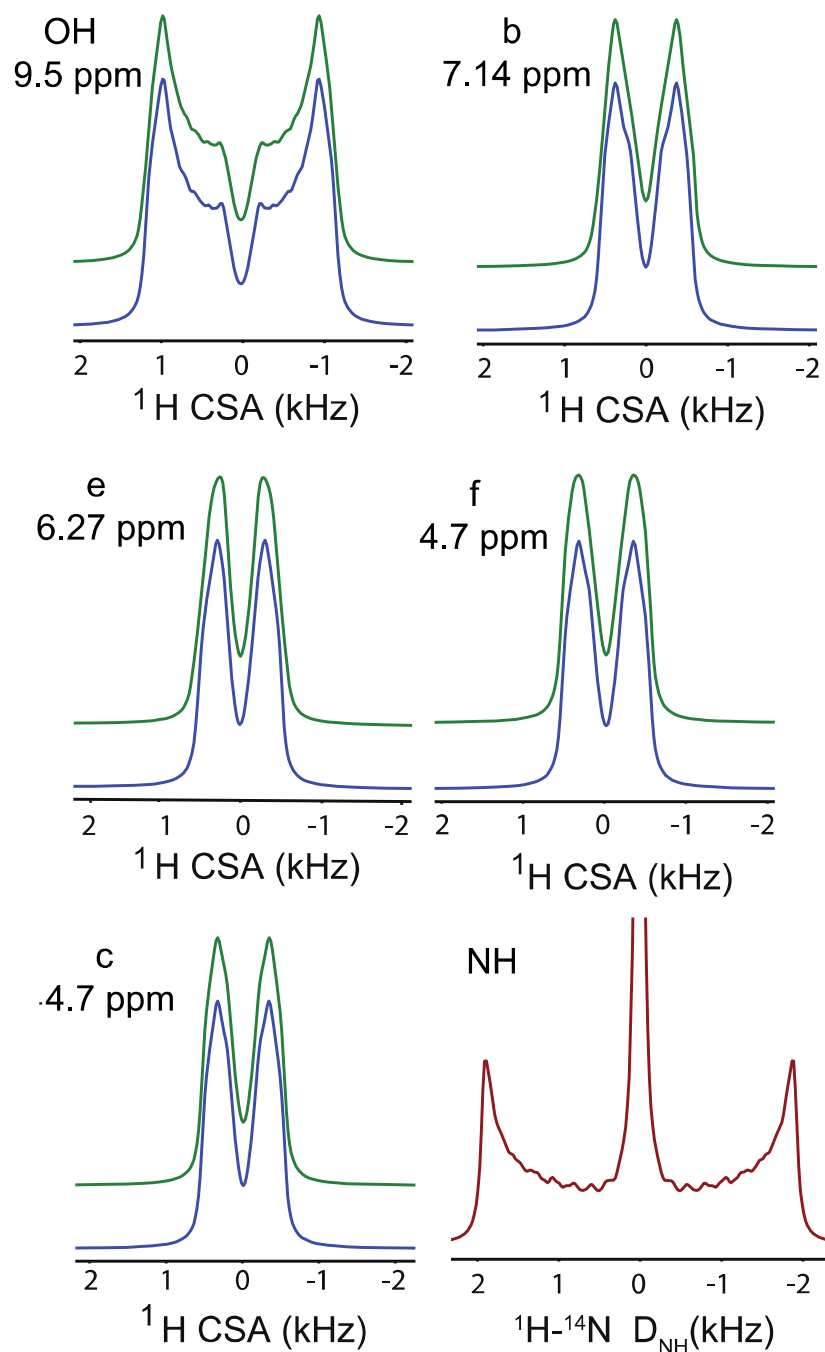 OH
9.5 ppm
2 1 0 -1 -2
¹H CSA (kHz)
b
7.14 ppm
2 1 0 -1 -2
¹H CSA (kHz)
e
6.27 ppm
2 1 0 -1 -2
¹H CSA (kHz)
f
4.7 ppm
2 1 0 -1 -2
¹H CSA (kHz)
c
4.7 ppm
2 1 0 -1 -2
¹H CSA (kHz)
NH
2 1 0 -1 -2
¹H-¹⁴N D_NH(kHz)